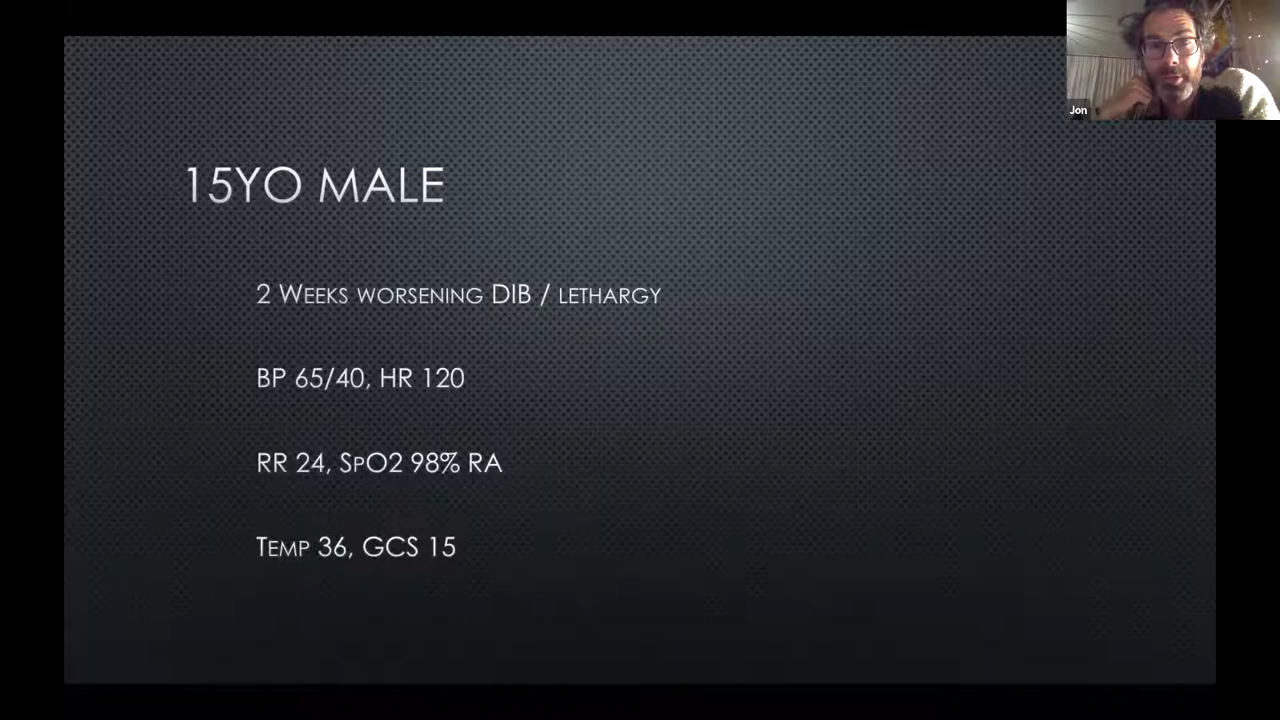 Jon
15YO MALE
2 WEEKS WORSENING DIB / LETHARGY
BP 65/40, HR 120
RR 24, SPO2 98% RA
TEMP 36, GCS 15